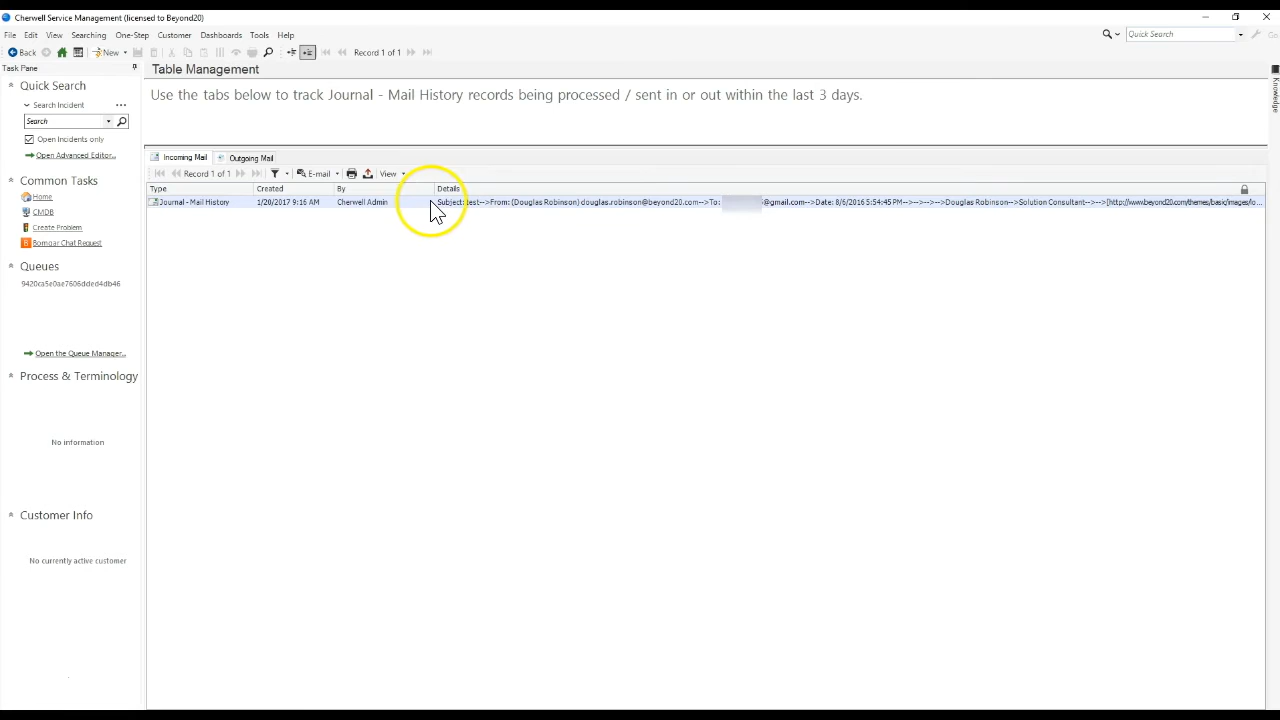 Cherwell Service Management (licensed to Beyond20)
File Edit View Searching One-Step Customer Dashboards Tools Help
Quick Search
Back New Record 1 of 1
Task Pane
Table Management
Use the tabs below to track Journal - Mail History records being processed / sent in or out within the last 3 days.
Knowledge
Quick Search
Search Incident
Search
Open Incidents only
Open Advanced Editor...
Common Tasks
Home
CMDB
Create Problem
Bomgar Chat Request
Queues
9420ca5e0ae7606dded4db46
Open the Queue Manager...
Process & Terminology
No information
Customer Info
No currently active customer
Incoming Mail Outgoing Mail
Record 1 of 1 E-mail View
Type Created By Details
Journal - Mail History 1/20/2017 9:16 AM Cherwell Admin Subject: test-->From: (Douglas Robinson) douglas.robinson@beyond20.com-->To: @gmail.com-->Date: 8/6/2016 5:54:45 PM-->-->-->-->Douglas Robinson-->Solution Consultant-->-->[http://www.beyond20.com/themes/basic/images/lo...